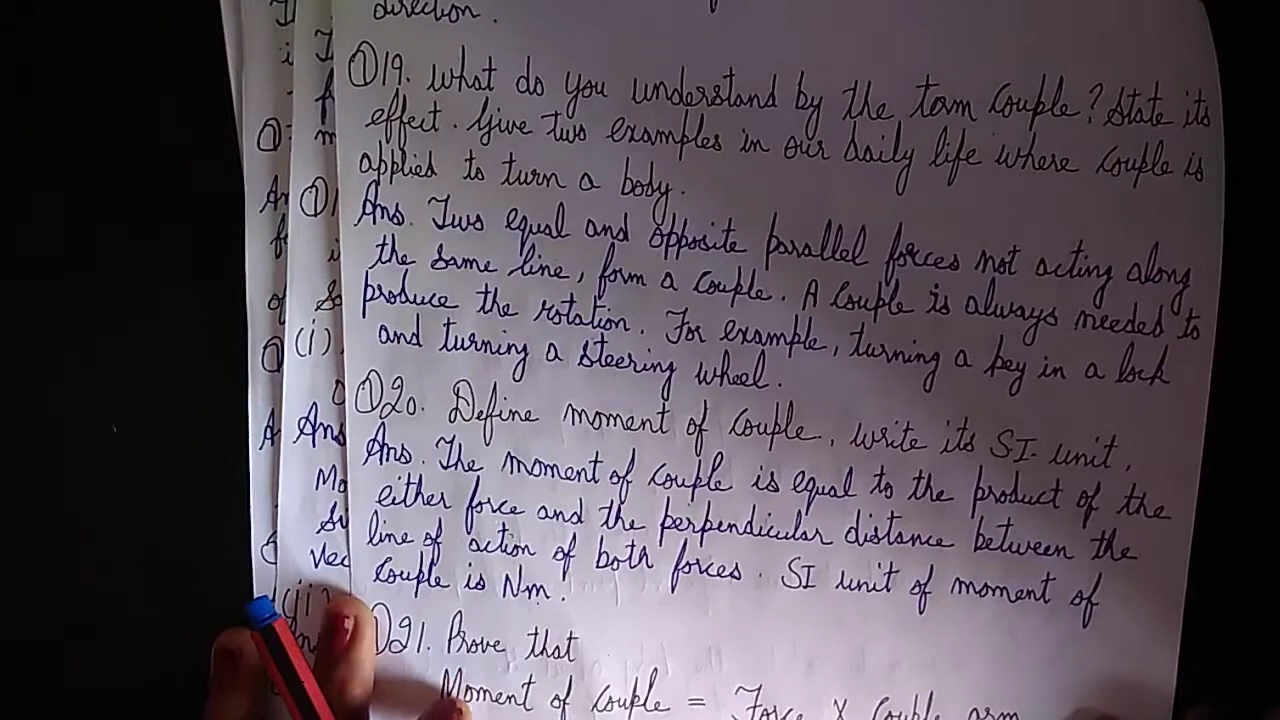 direction.
Q19. What do you understand by the tam Couple? State its
effect. Give two examples in our daily life where couple is
applied to turn a body.
Ans. Two equal and opposite parallel forces not acting along
the same line, form a couple. A couple is always needed to
produce the rotation. For example, turning a key in a lock
and turning a steering wheel.
Q20. Define moment of couple, write its SI unit.
Ans. The moment of couple is equal to the product of the
either force and the perpendicular distance between the
line of action of both forces. SI unit of moment of
couple is Nm.
Q21. Prove that
Moment of couple = Force X Couple arm